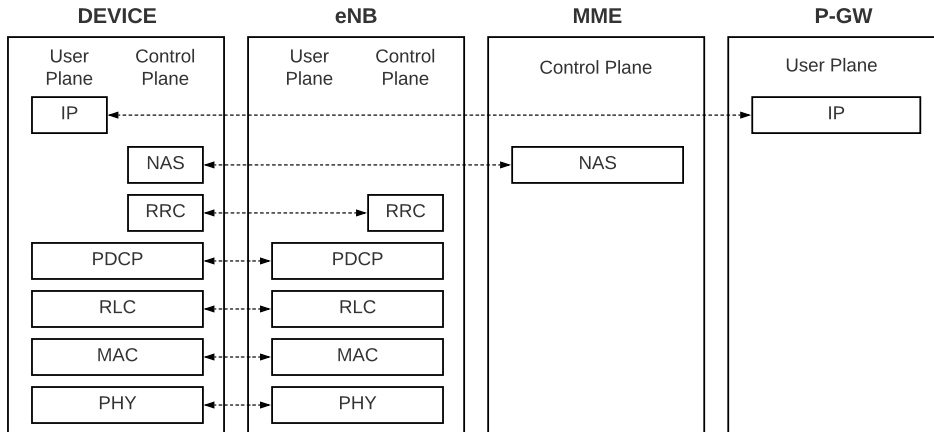 DEVICE
eNB
MME
P-GW
User
Plane
Control
Plane
User
Plane
Control
Plane
Control Plane
User Plane
IP
IP
NAS
NAS
RRC
RRC
PDCP
PDCP
RLC
RLC
MAC
MAC
PHY
PHY